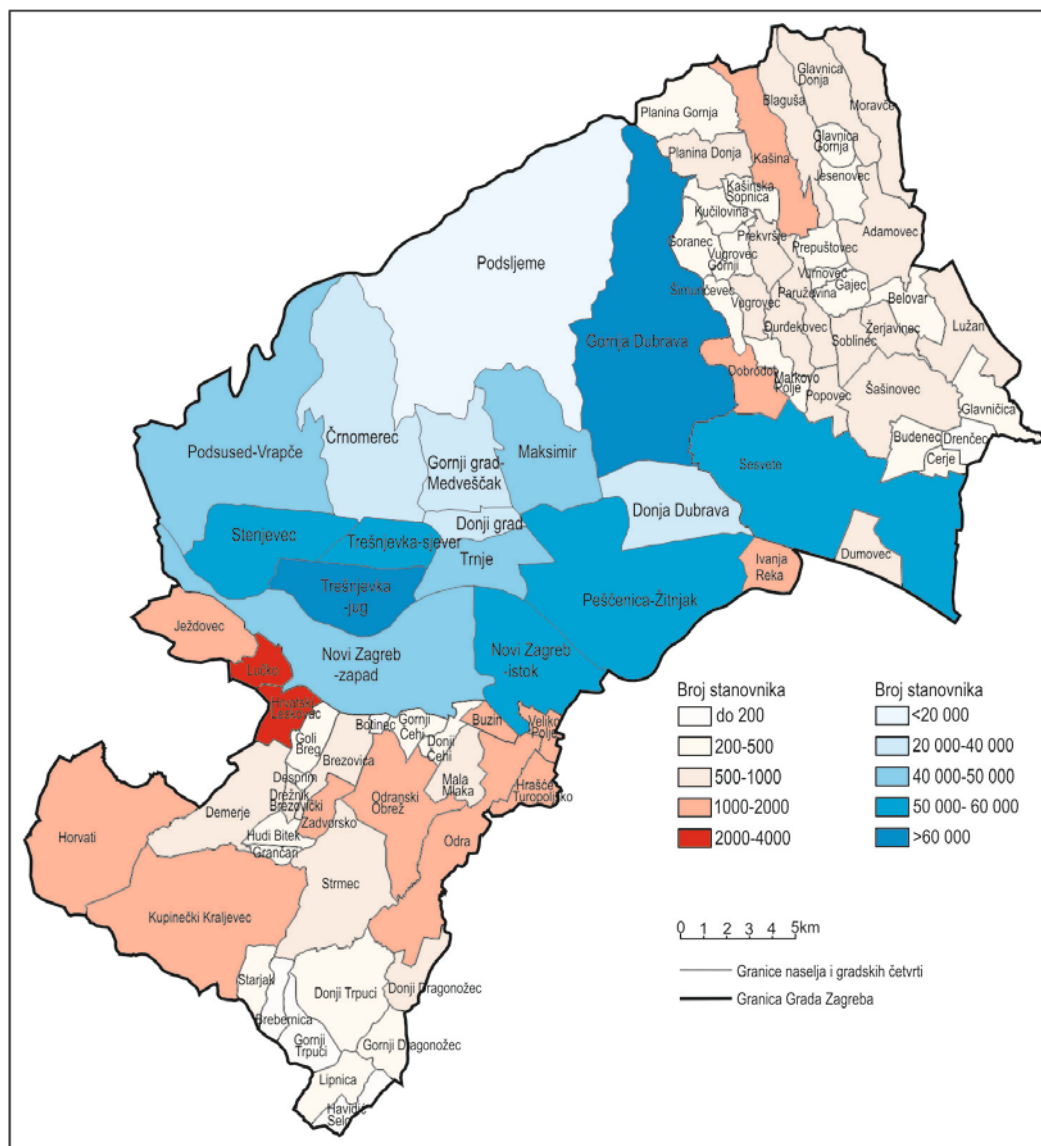 Glavnica
Donja
Blaguša
Moravče
Planina Gornja
Glavnica
Gornja
Planina Donja
Kašina
Jesenovec
Kašinska
Sopnica
Kučilovina
Adamovec
Šoranec
Prekvršje
Prepuštovec
Vugrovec
Gornji
Vurnovec
Podsljeme
Gajec
Šimunčevec
Vugrovec
Paruževina
Belovar
Lužan
Đurđekovec
Žerjavinec
Soblinec
Gornja Dubrava
Dobrodol
Matkovo
Polje
Popovec
Šašinovec
Glavničica
Črnomerec
Budenec
Drenčec
Cerje
Podsused-Vrapče
Maksimir
Gornji grad-
Medveščak
Sesvete
Donja Dubrava
Donji grad
Stenjevec
Trešnjevka-sjever
Trnje
Dumovec
Ivanja
Reka
Trešnjevka
-jug
Peščenica-Žitnjak
Ježdovec
Novi Zagreb
-zapad
Novi Zagreb
-istok
Lučko
Hrvatski
Leskovac
Botinec
Gornji
Čehi
Buzin
Veliko
Polje
Goli
Breg
Donji
Čehi
Brezovica
Mala
Mlaka
Hrašće
Turopoljsko
Desprim
Drežnik
Brezovički
Odranski
Obrež
Demerje
Zadvorsko
Hudi Bitek
Horvati
Odra
Grančari
Strmec
Kupinečki Kraljevec
Starjak
Donji Trpuci
Donji Dragonožec
Brebernica
Gornji
Trpuči
Gornji Dragonožec
Lipnica
Havidić
Selo
Broj stanovnika
do 200
200-500
500-1000
1000-2000
2000-4000
Broj stanovnika
<20 000
20 000-40 000
40 000-50 000
50 000- 60 000
>60 000
0 1 2 3 4 5km
Granice naselja i gradskih četvrti
Granica Grada Zagreba